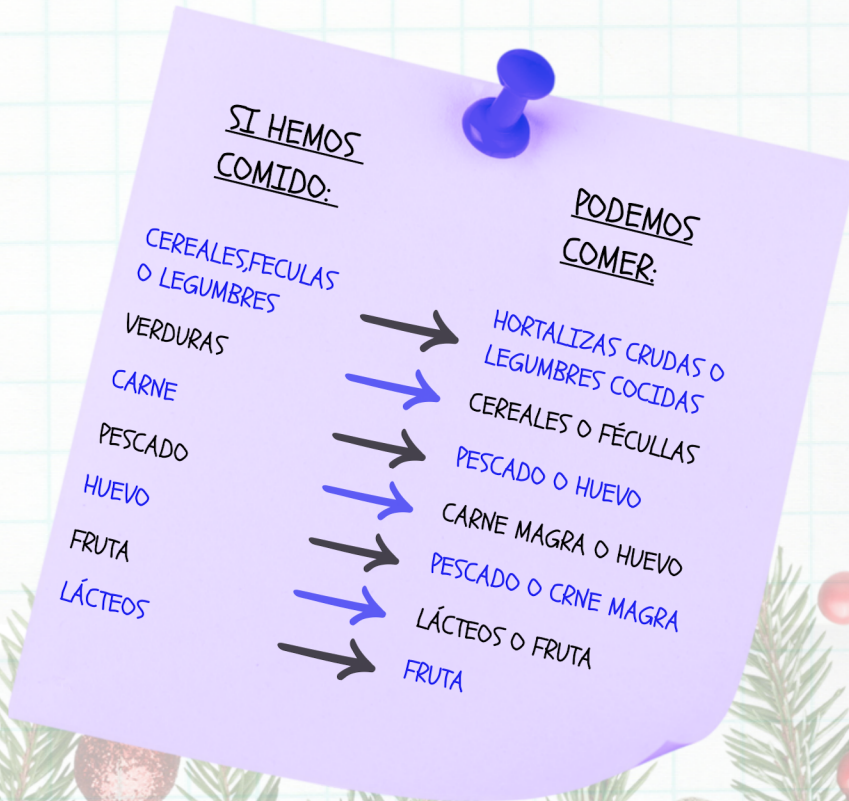 SI HEMOS
COMIDO:
CEREALES,FECULAS
O LEGUMBRES
VERDURAS
CARNE
PESCADO
HUEVO
FRUTA
LÁCTEOS
PODEMOS
COMER:
HORTALIZAS CRUDAS O
LEGUMBRES COCIDAS
CEREALES O FÉCULLAS
PESCADO O HUEVO
CARNE MAGRA O HUEVO
PESCADO O CRNE MAGRA
LÁCTEOS O FRUTA
FRUTA